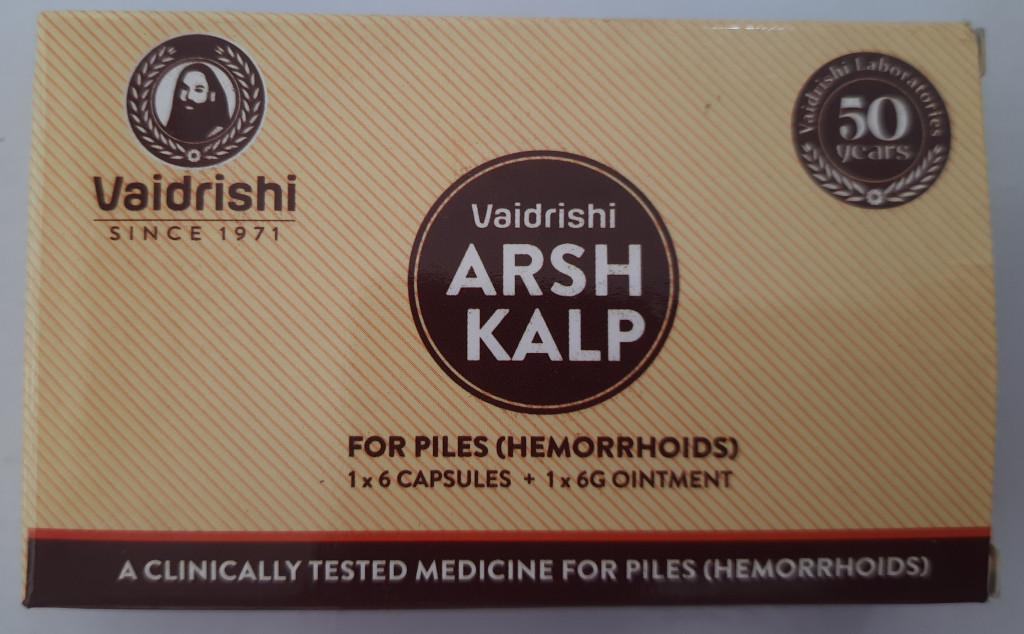 Vaidrishi
SINCE 1971
Vaidrishi Laboratories
50
years
Vaidrishi
ARSH
KALP
FOR PILES (HEMORRHOIDS)
1 x 6 CAPSULES + 1 x 6G OINTMENT
A CLINICALLY TESTED MEDICINE FOR PILES (HEMORRHOIDS)